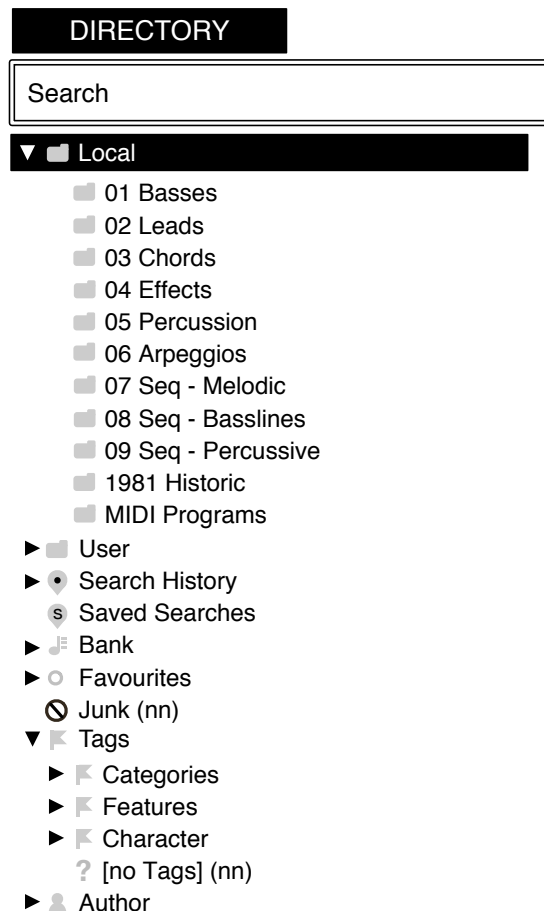 DIRECTORY
Search
Local
01 Basses
02 Leads
03 Chords
04 Effects
05 Percussion
06 Arpeggios
07 Seq - Melodic
08 Seq - Basslines
09 Seq - Percussive
1981 Historic
MIDI Programs
User
Search History
S Saved Searches
Bank
Favourites
Junk (nn)
Tags
Categories
Features
Character
? [no Tags] (nn)
Author